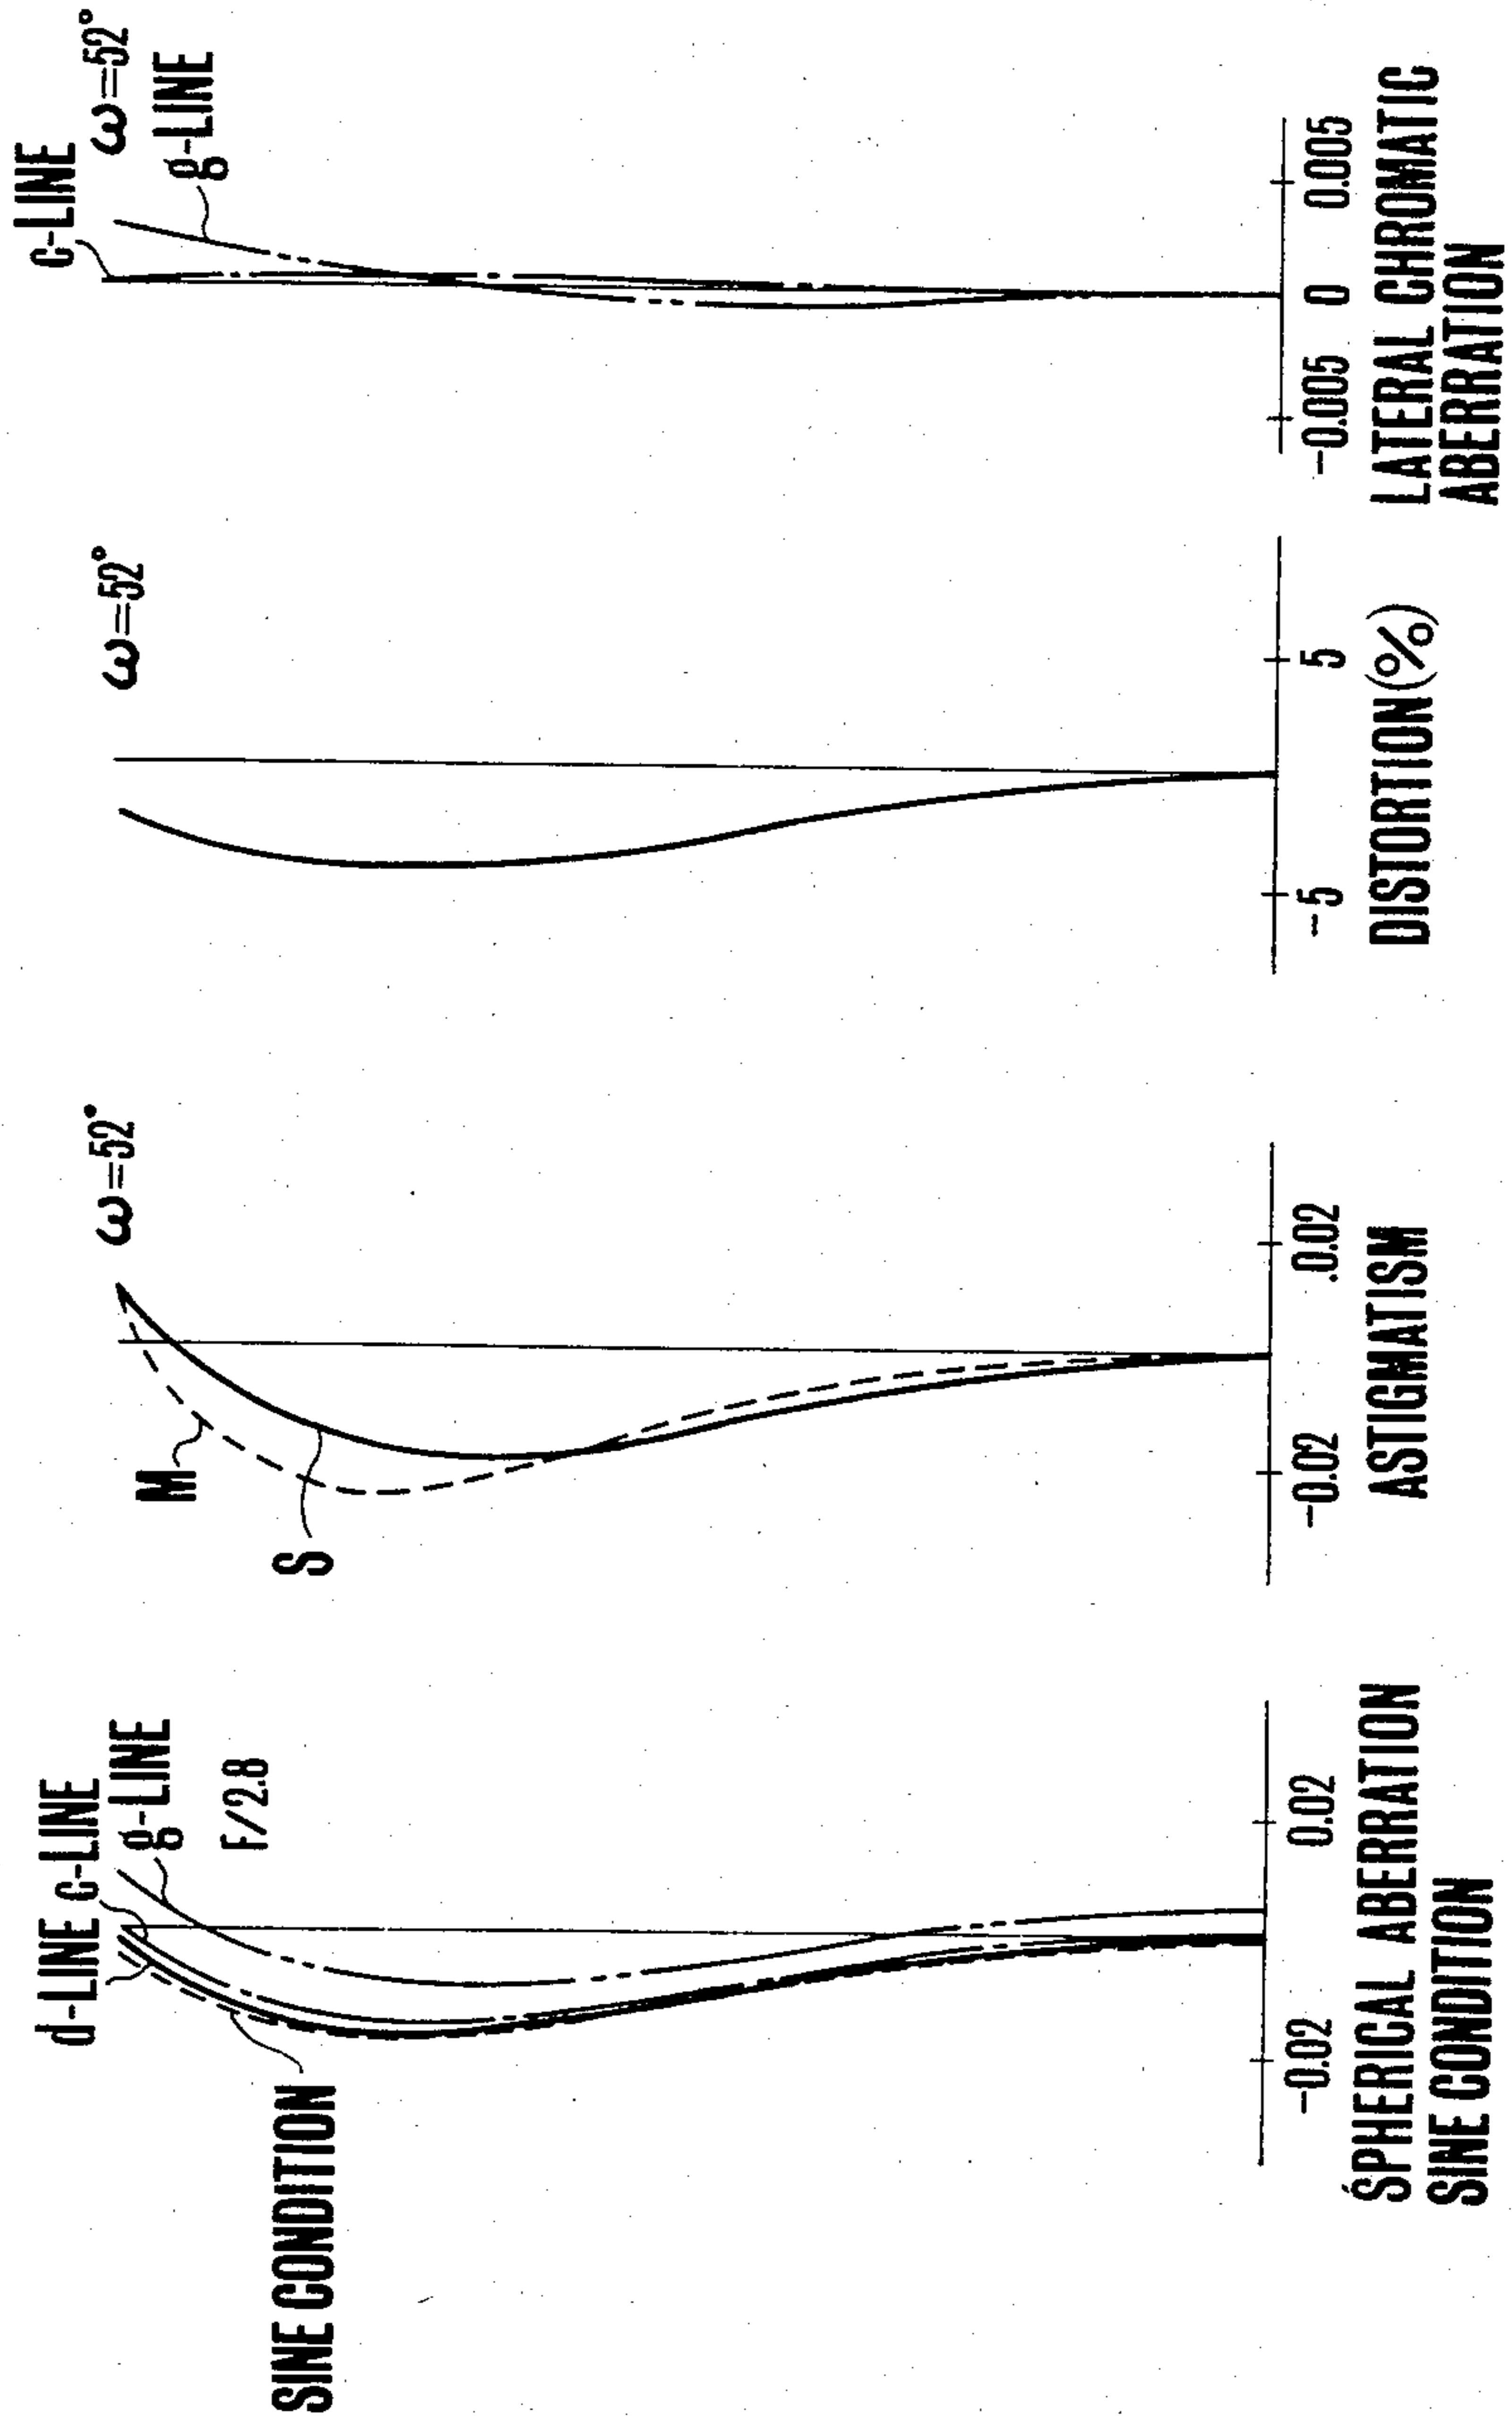 d-LINE
c-LINE
g-LINE
F/2.8
SINE CONDITION
-0.02
0.02
SPHERICAL ABERRATION
SINE CONDITION
ω=52°
M
S
-0.02
0.02
ASTIGMATISM
ω=52°
-5
5
DISTORTION(%)
c-LINE
ω=52°
g-LINE
-0.005
0
0.005
LATERAL CHROMATIC
ABERRATION